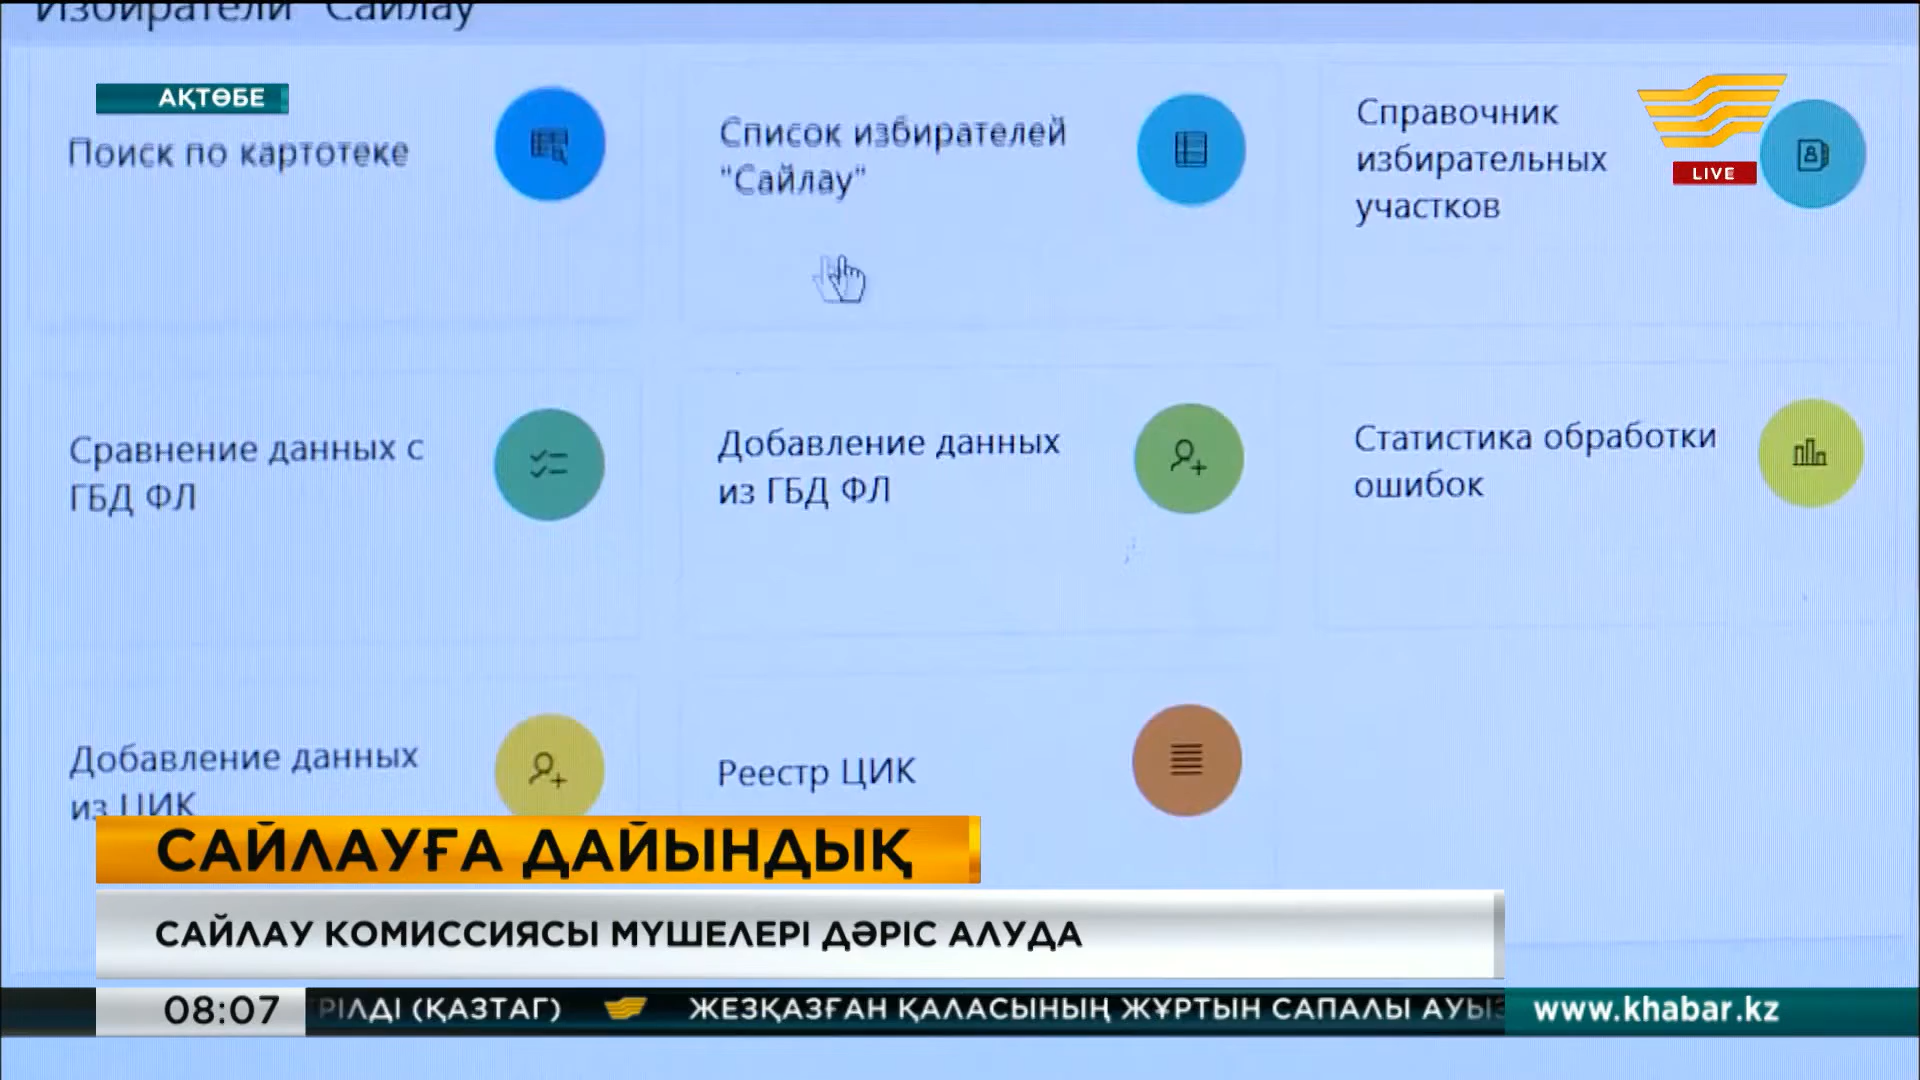 Избиратели "Сайлау"
АҚТӨБЕ
Поиск по картотеке
Список избирателей
"Сайлау"
Справочник
избирательных
участков
LIVE
Сравнение данных с
ГБД ФЛ
Добавление данных
из ГБД ФЛ
Статистика обработки
ошибок
Добавление данных
из ЦИК
Реестр ЦИК
САЙЛАУҒА ДАЙЫНДЫҚ
САЙЛАУ КОМИССИЯСЫ МҮШЕЛЕРІ ДӘРІС АЛУДА
08:07 (ҚАЗТАГ) ЖЕЗҚАЗҒАН ҚАЛАСЫНЫҢ ЖҰРТЫН САПАЛЫ www.khabar.kz